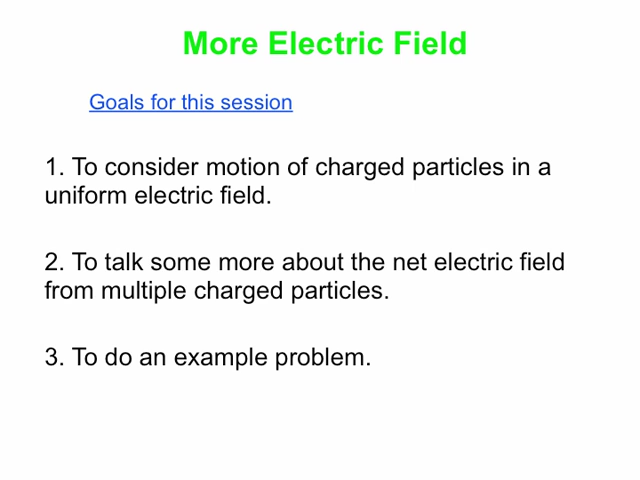 More Electric Field
Goals for this session
1. To consider motion of charged particles in a
uniform electric field.
2. To talk some more about the net electric field
from multiple charged particles.
3. To do an example problem.